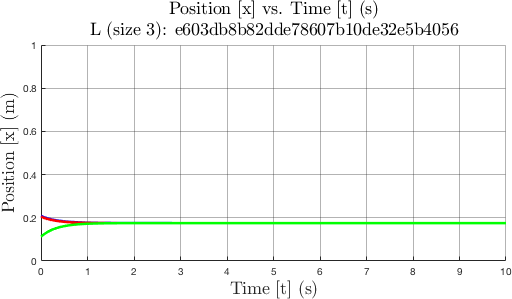 Position [x] vs. Time [t] (s)
L (size 3): e603db8b82dde78607b10de32e5b4056
Position [x] (m)
1
0.8
0.6
0.4
0.2
0
0 1 2 3 4 5 6 7 8 9 10
Time [t] (s)